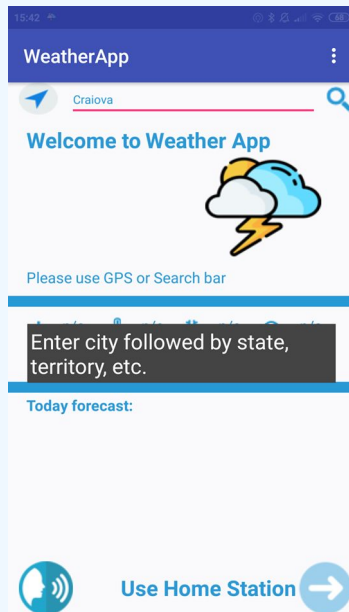 15:42
68
WeatherApp
Craiova
Welcome to Weather App
Please use GPS or Search bar
Enter city followed by state,
territory, etc.
Today forecast:
Use Home Station